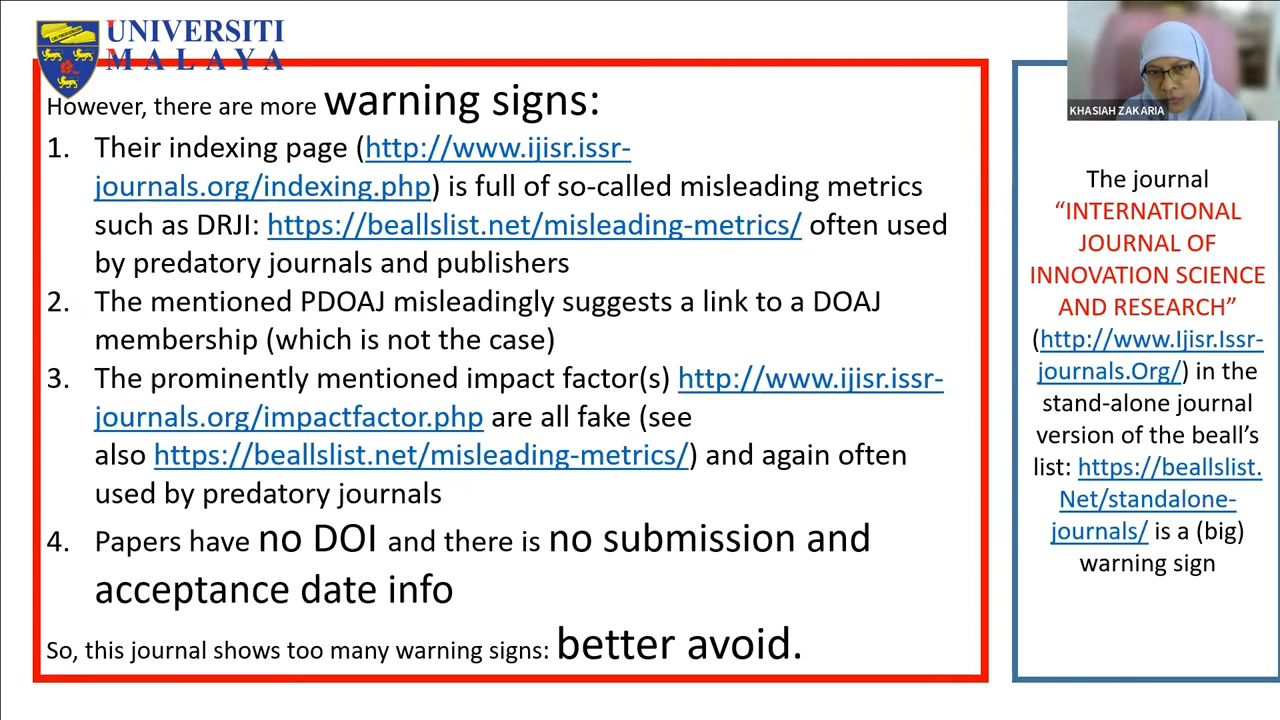 UNIVERSITI
MALAYA
However, there are more warning signs:
1. Their indexing page (http://www.ijisr.issr-
journals.org/indexing.php) is full of so-called misleading metrics
such as DRJI: https://beallslist.net/misleading-metrics/ often used
by predatory journals and publishers
2. The mentioned PDOAJ misleadingly suggests a link to a DOAJ
membership (which is not the case)
3. The prominently mentioned impact factor(s) http://www.ijisr.issr-
journals.org/impactfactor.php are all fake (see
also https://beallslist.net/misleading-metrics/) and again often
used by predatory journals
4. Papers have no DOI and there is no submission and
acceptance date info
So, this journal shows too many warning signs: better avoid.
KHASIAH ZAKARIA
The journal
“INTERNATIONAL
JOURNAL OF
INNOVATION SCIENCE
AND RESEARCH”
(http://www.Ijisr.Issr-
journals.Org/) in the
stand-alone journal
version of the beall’s
list: https://beallslist.
Net/standalone-
journals/ is a (big)
warning sign